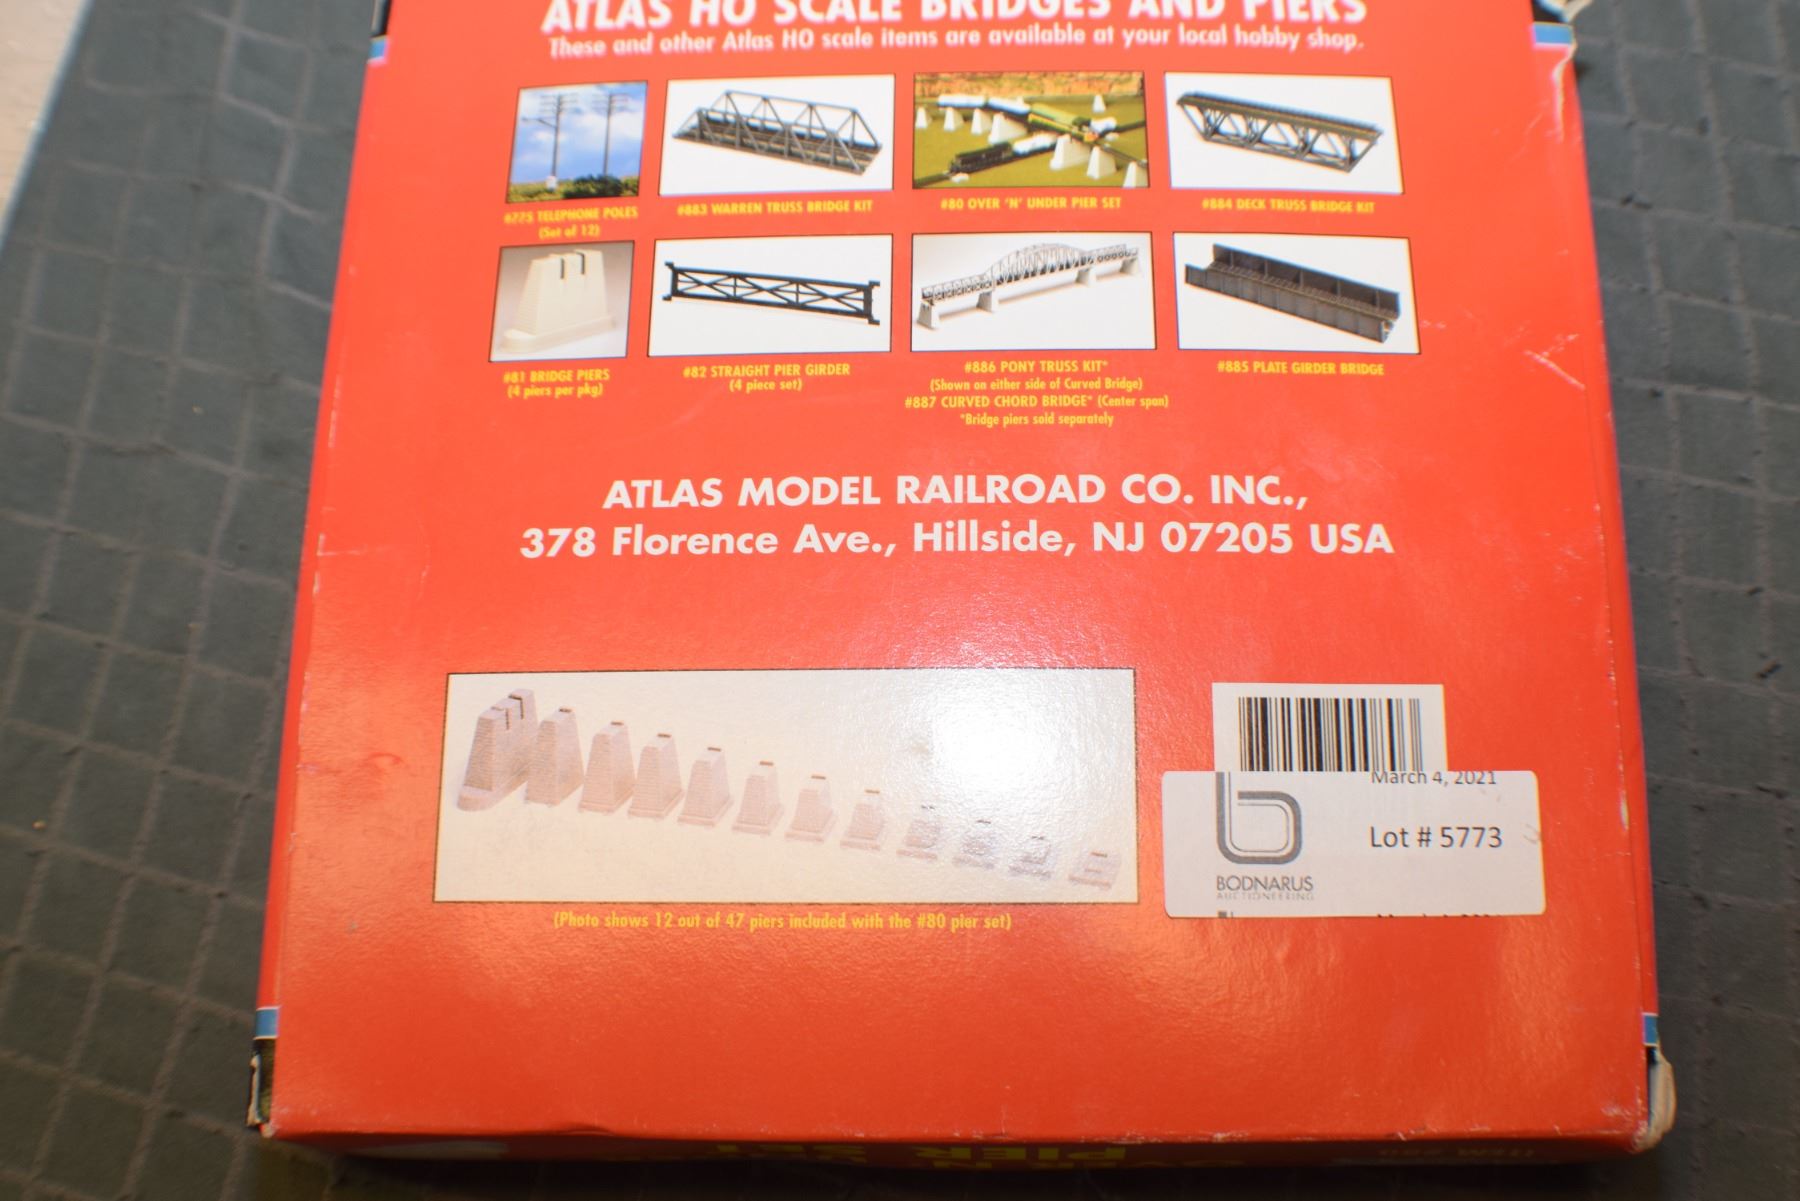 ATLAS HO SCALE BRIDGES AND PIERS
These and other Atlas HO scale items are available at your local hobby shop.
#775 TELEPHONE POLES
(Set of 12)
#883 WARREN TRUSS BRIDGE KIT
#80 OVER 'N' UNDER PIER SET
#884 DECK TRUSS BRIDGE KIT
#81 BRIDGE PIERS
(4 piers per pkg)
#82 STRAIGHT PIER GIRDER
(4 piece set)
#886 PONY TRUSS KIT*
(Shown on either side of Curved Bridge)
#887 CURVED CHORD BRIDGE* (Center span)
*Bridge piers sold separately
#885 PLATE GIRDER BRIDGE
ATLAS MODEL RAILROAD CO. INC.,
378 Florence Ave., Hillside, NJ 07205 USA
(Photo shows 12 out of 47 piers included with the #80 pier set)
March 4, 2021
Lot # 5773
BODNARUS
AUCTIONEERING
PIER SET
ITEM #80